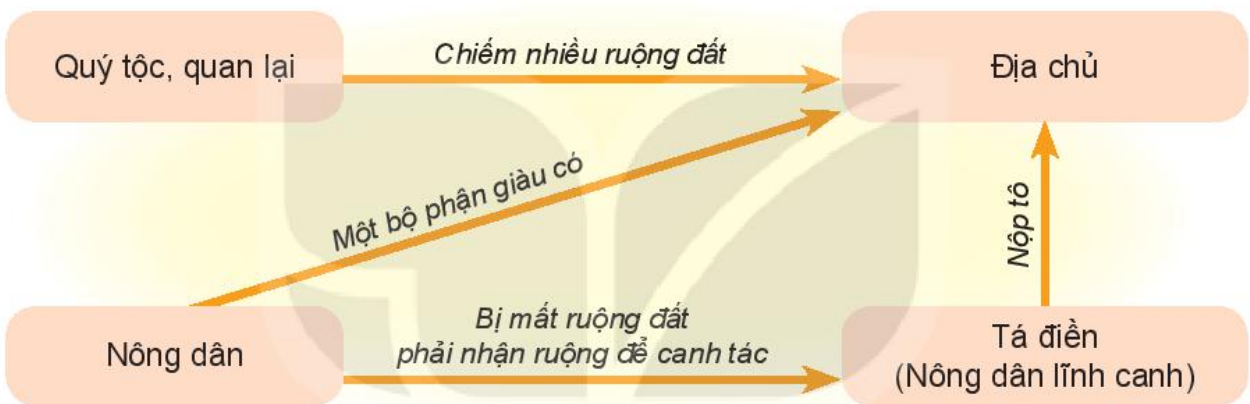 Quý tộc, quan lại
Chiếm nhiều ruộng đất
Địa chủ
Một bộ phận giàu có
Nộp tô
Nông dân
Bị mất ruộng đất
phải nhận ruộng để canh tác
Tá điền
(Nông dân lĩnh canh)